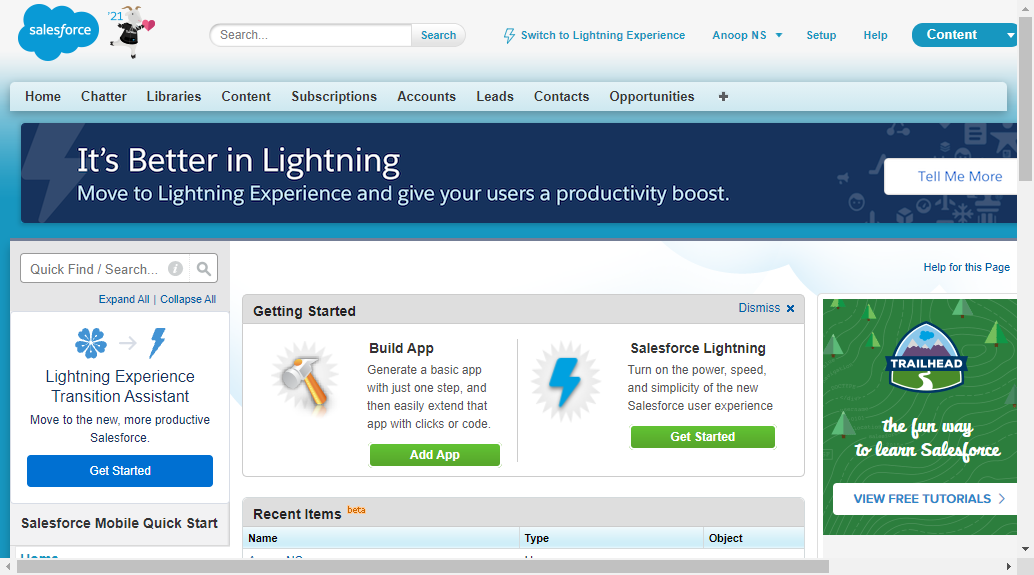 salesforce
'21
Search...
Search
Switch to Lightning Experience
Anoop NS
Setup
Help
Content
Home
Chatter
Libraries
Content
Subscriptions
Accounts
Leads
Contacts
Opportunities
+
It's Better in Lightning
Move to Lightning Experience and give your users a productivity boost.
Tell Me More
Quick Find / Search...
Expand All | Collapse All
Lightning Experience
Transition Assistant
Move to the new, more productive
Salesforce.
Get Started
Salesforce Mobile Quick Start
Home
Help for this Page
Getting Started
Dismiss x
Build App
Generate a basic app
with just one step, and
then easily extend that
app with clicks or code.
Add App
Salesforce Lightning
Turn on the power, speed,
and simplicity of the new
Salesforce user experience
Get Started
Recent Items beta
Name
Type
Object
TRAILHEAD
the fun way
to learn Salesforce
VIEW FREE TUTORIALS